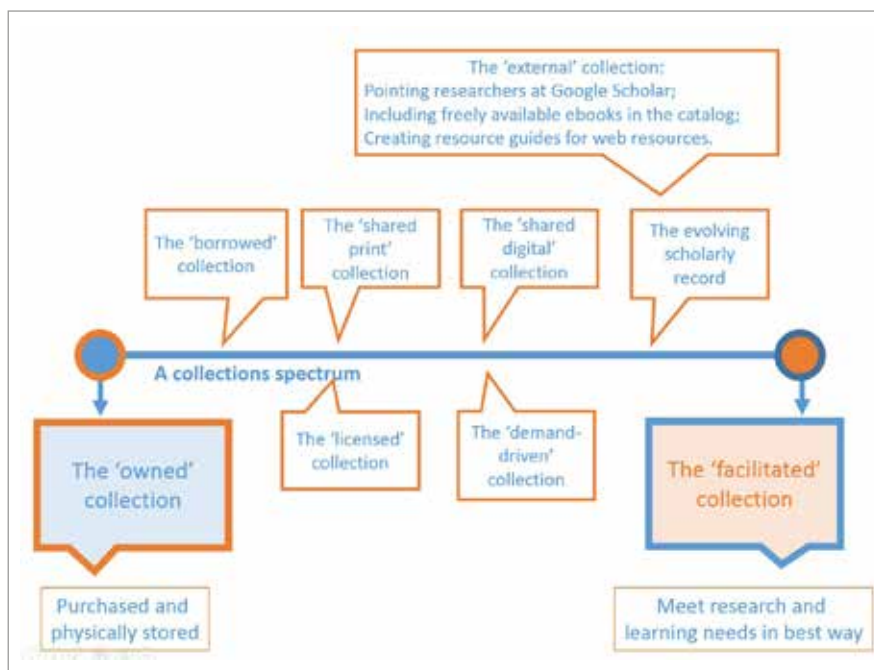 The 'external' collection:
Pointing researchers at Google Scholar;
Including freely available ebooks in the catalog;
Creating resource guides for web resources.
The 'borrowed'
collection
The 'shared
print'
collection
The 'shared
digital'
collection
The evolving
scholarly
record
A collections spectrum
The 'owned'
collection
The 'licensed'
collection
The 'demand-
driven'
collection
The 'facilitated'
collection
Purchased and
physically stored
Meet research and
learning needs in best way